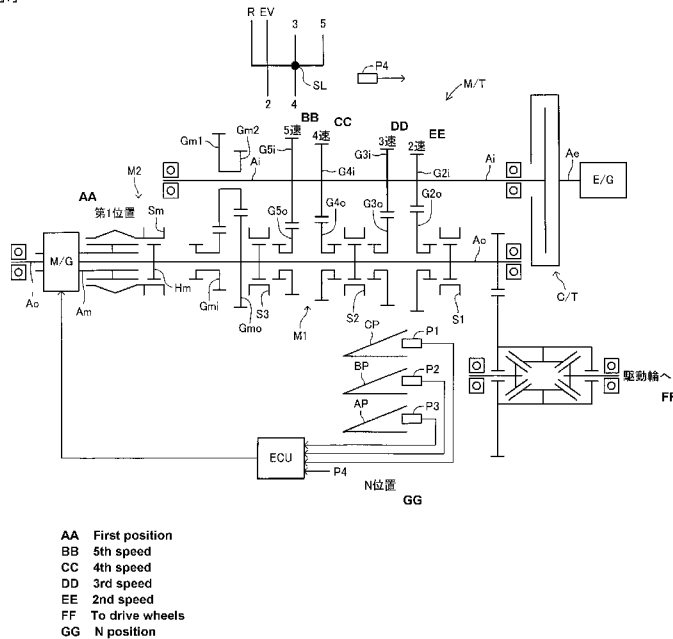 R EV
3
5
P4
SL
M/T
2
4
BB
CC
DD
EE
5速
4速
3速
2速
Gm1
Gm2
G5i
G4i
G3i
G2i
Ai
Ai
Ae
E/G
M2
AA
第1位置
Sm
G5o
G4o
G3o
G2o
Ao
M/G
C/T
Ao
Am
Hm
Gmi
Gmo
S3
M1
S2
S1
CP
P1
BP
P2
AP
P3
駆動輪へ
FF
ECU
P4
N位置
GG
AA First position
BB 5th speed
CC 4th speed
DD 3rd speed
EE 2nd speed
FF To drive wheels
GG N position